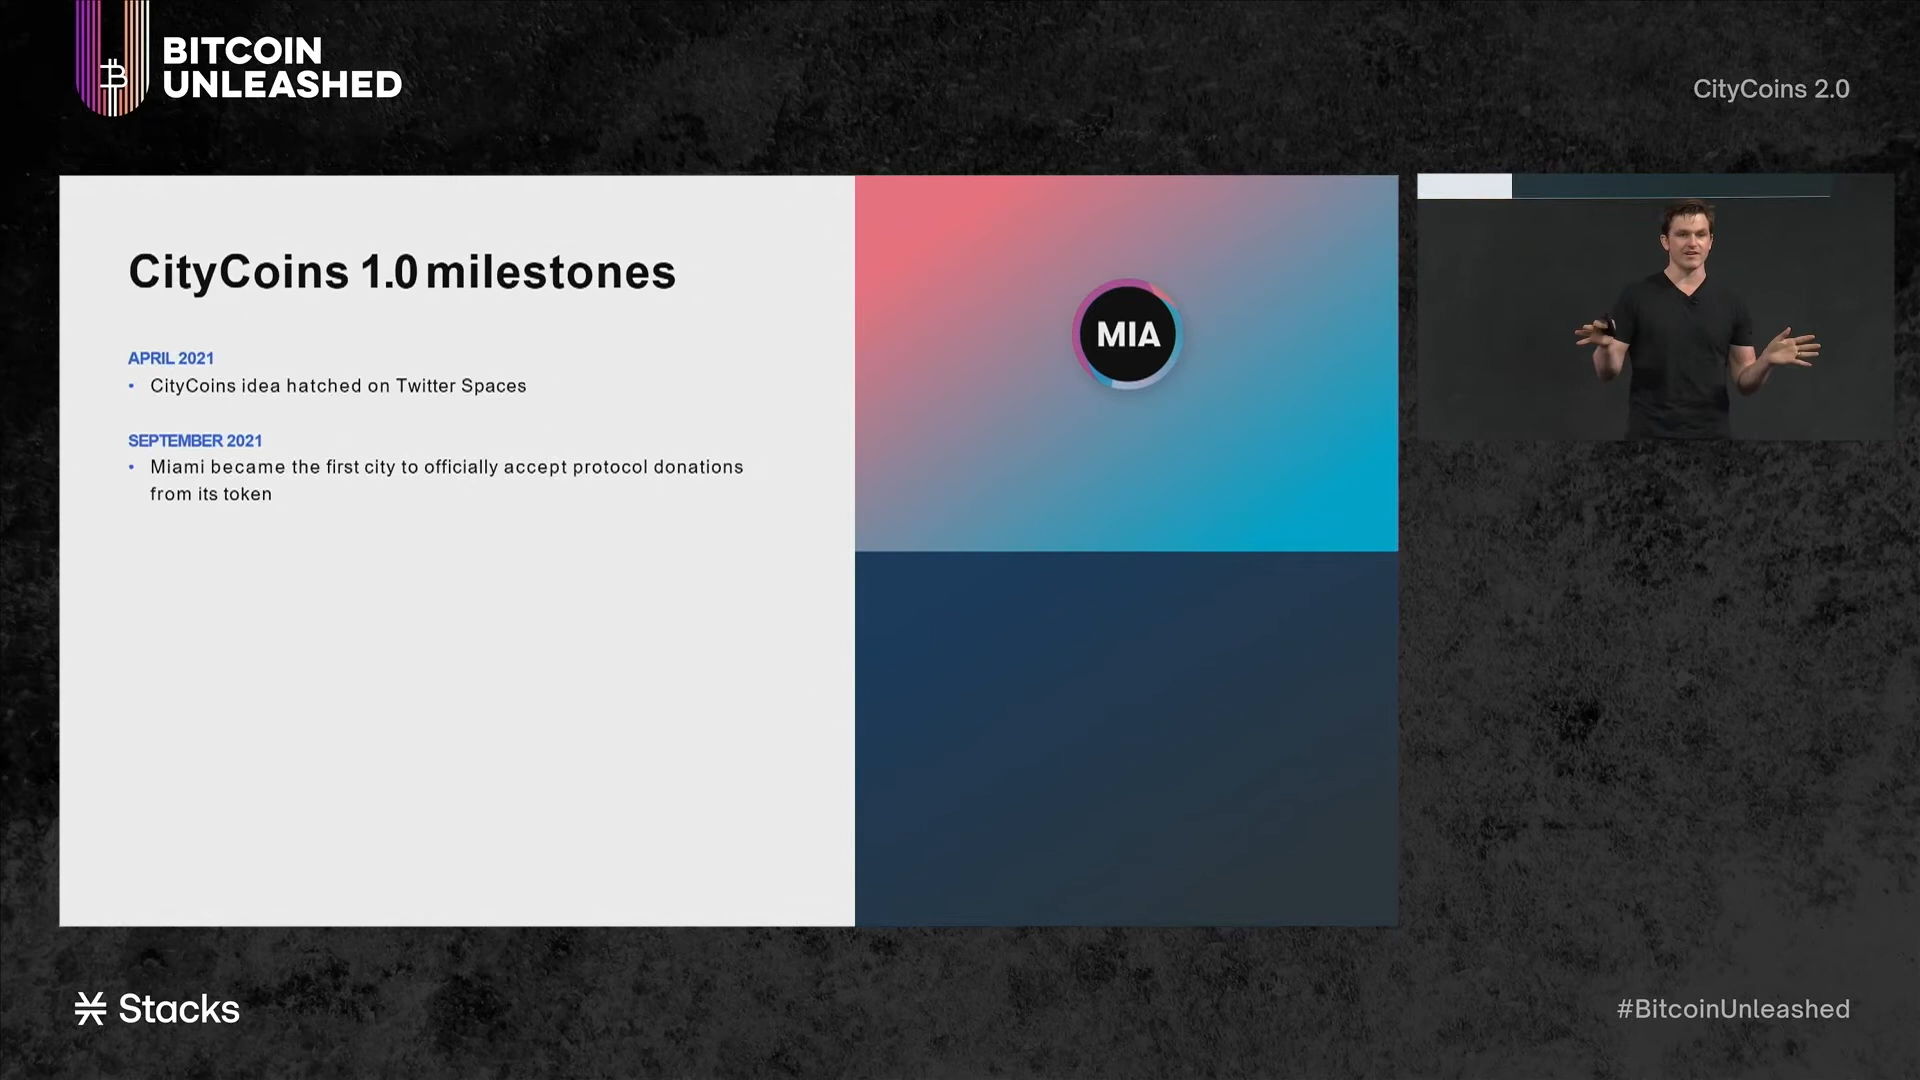 BITCOIN
UNLEASHED
CityCoins 2.0
CityCoins 1.0 milestones
APRIL 2021
• CityCoins idea hatched on Twitter Spaces
SEPTEMBER 2021
• Miami became the first city to officially accept protocol donations
from its token
MIA
Stacks
#BitcoinUnleashed